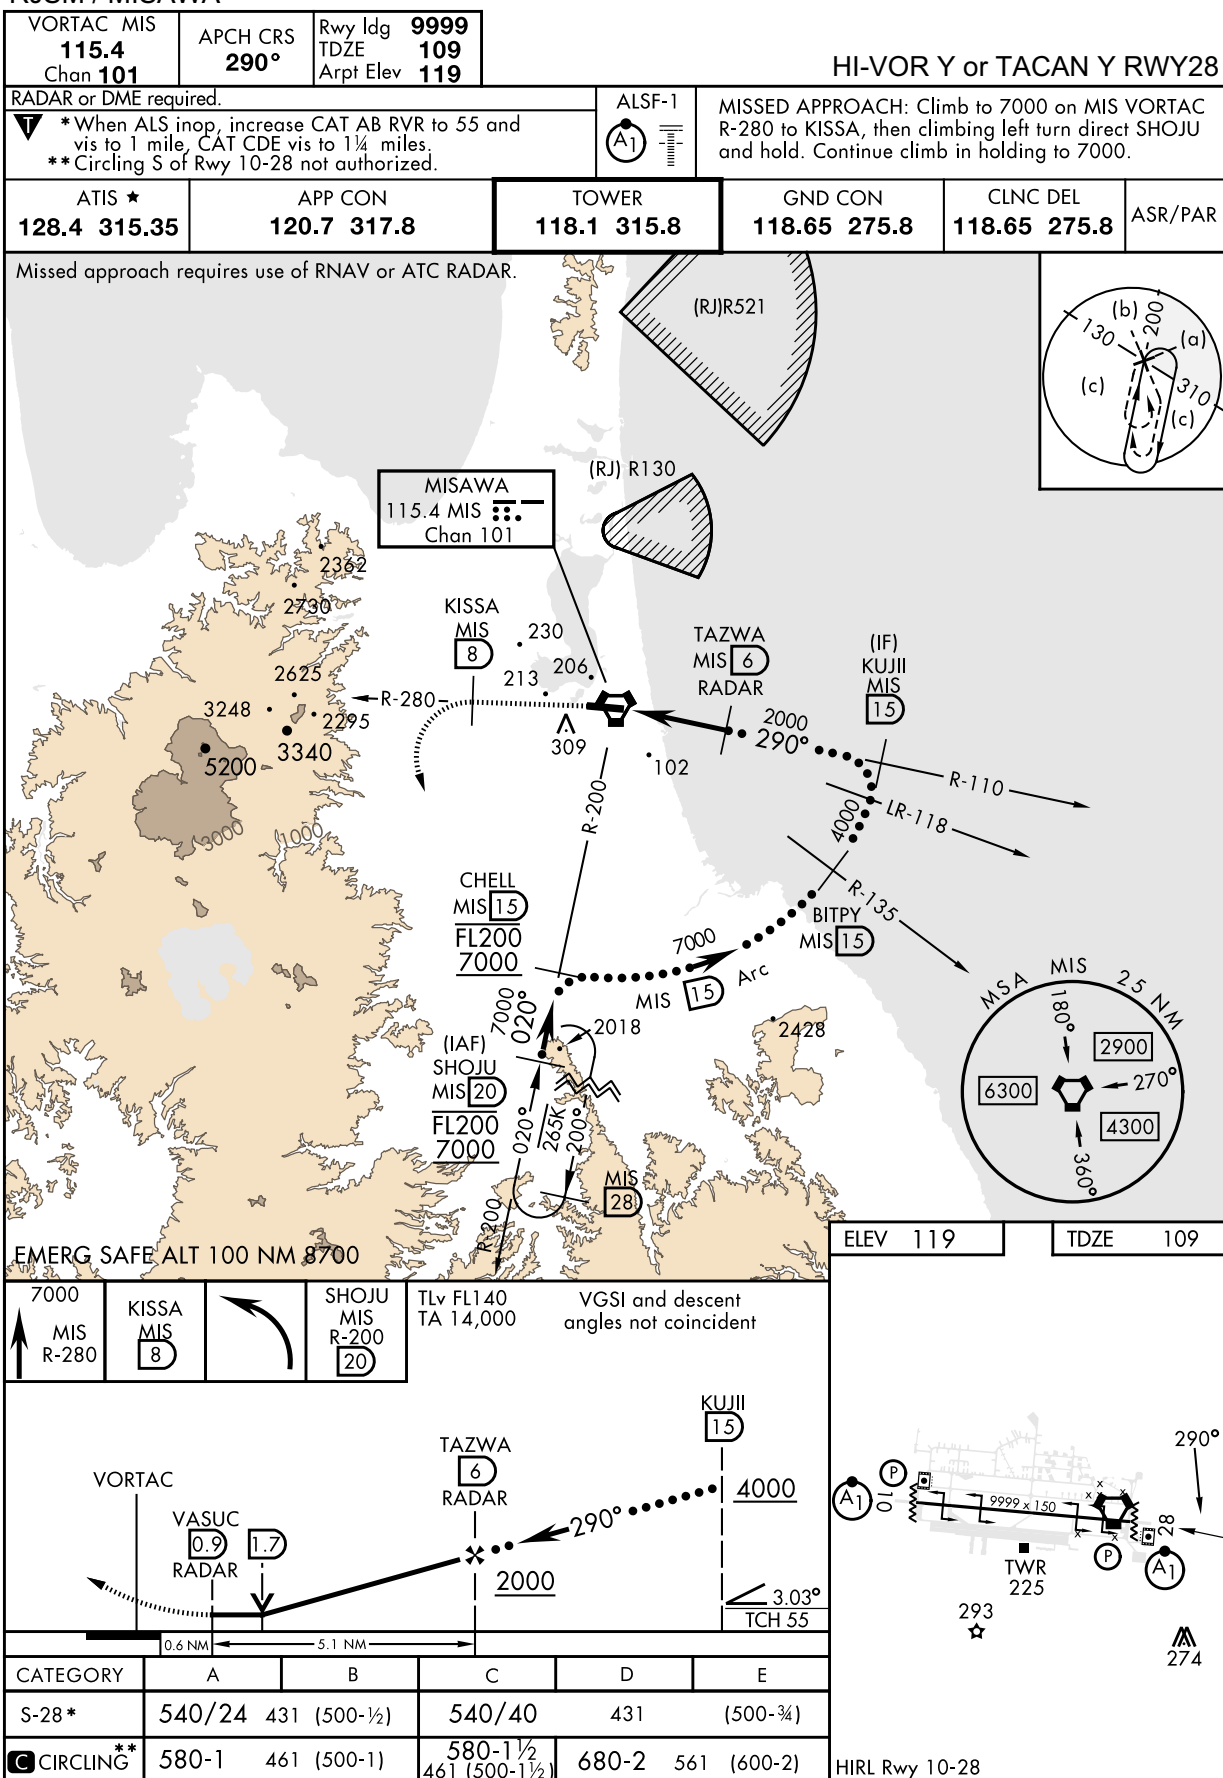 VORTAC MIS
115.4
Chan 101
APCH CRS
290°
Rwy ldg 9999
TDZE 109
Arpt Elev 119
HI-VOR Y or TACAN Y RWY28
RADAR or DME required.
T
* When ALS inop, increase CAT AB RVR to 55 and
vis to 1 mile, CAT CDE vis to 1¼ miles.
** Circling S of Rwy 10-28 not authorized.
ALSF-1
A1
MISSED APPROACH: Climb to 7000 on MIS VORTAC
R-280 to KISSA, then climbing left turn direct SHOJU
and hold. Continue climb in holding to 7000.
ATIS ★
128.4 315.35
APP CON
120.7 317.8
TOWER
118.1 315.8
GND CON
118.65 275.8
CLNC DEL
118.65 275.8
ASR/PAR
Missed approach requires use of RNAV or ATC RADAR.
(RJ)R521
(b)
200
130
(a)
(c)
310
(c)
(RJ) R130
MISAWA
115.4 MIS
Chan 101
2362
2730
KISSA
MIS
8
230
206
213
TAZWA
MIS 6
RADAR
(IF)
KUJII
MIS
15
2625
3248
2295
3340
5200
R-280
309
102
2000
290°
R-110
LR-118
4000
R-200
3000
1000
R-135
CHELL
MIS 15
FL200
7000
BITPY
MIS 15
7000
MIS 15 Arc
7000
020°
2018
2428
(IAF)
SHOJU
MIS 20
FL200
7000
020°
265K
200°
MIS
28
R-200
MSA MIS 25 NM
180°
2900
270°
6300
4300
360°
EMERG SAFE ALT 100 NM 8700
ELEV 119
TDZE 109
7000
MIS
R-280
KISSA
MIS
8
SHOJU
MIS
R-200
20
TLv FL140
TA 14,000
VGSI and descent
angles not coincident
KUJII
15
TAZWA
6
RADAR
4000
VORTAC
VASUC
0.9
RADAR
1.7
290°
2000
3.03°
TCH 55
0.6 NM
5.1 NM
290°
A1
P
10
9999 x 150
x x
x
x x
28
P
A1
TWR
225
293
274
CATEGORY A B C D E
S-28* 540/24 431 (500-½) 540/40 431 (500-¾)
C CIRCLING** 580-1 461 (500-1) 580-1½ 461 (500-1½) 680-2 561 (600-2)
HIRL Rwy 10-28